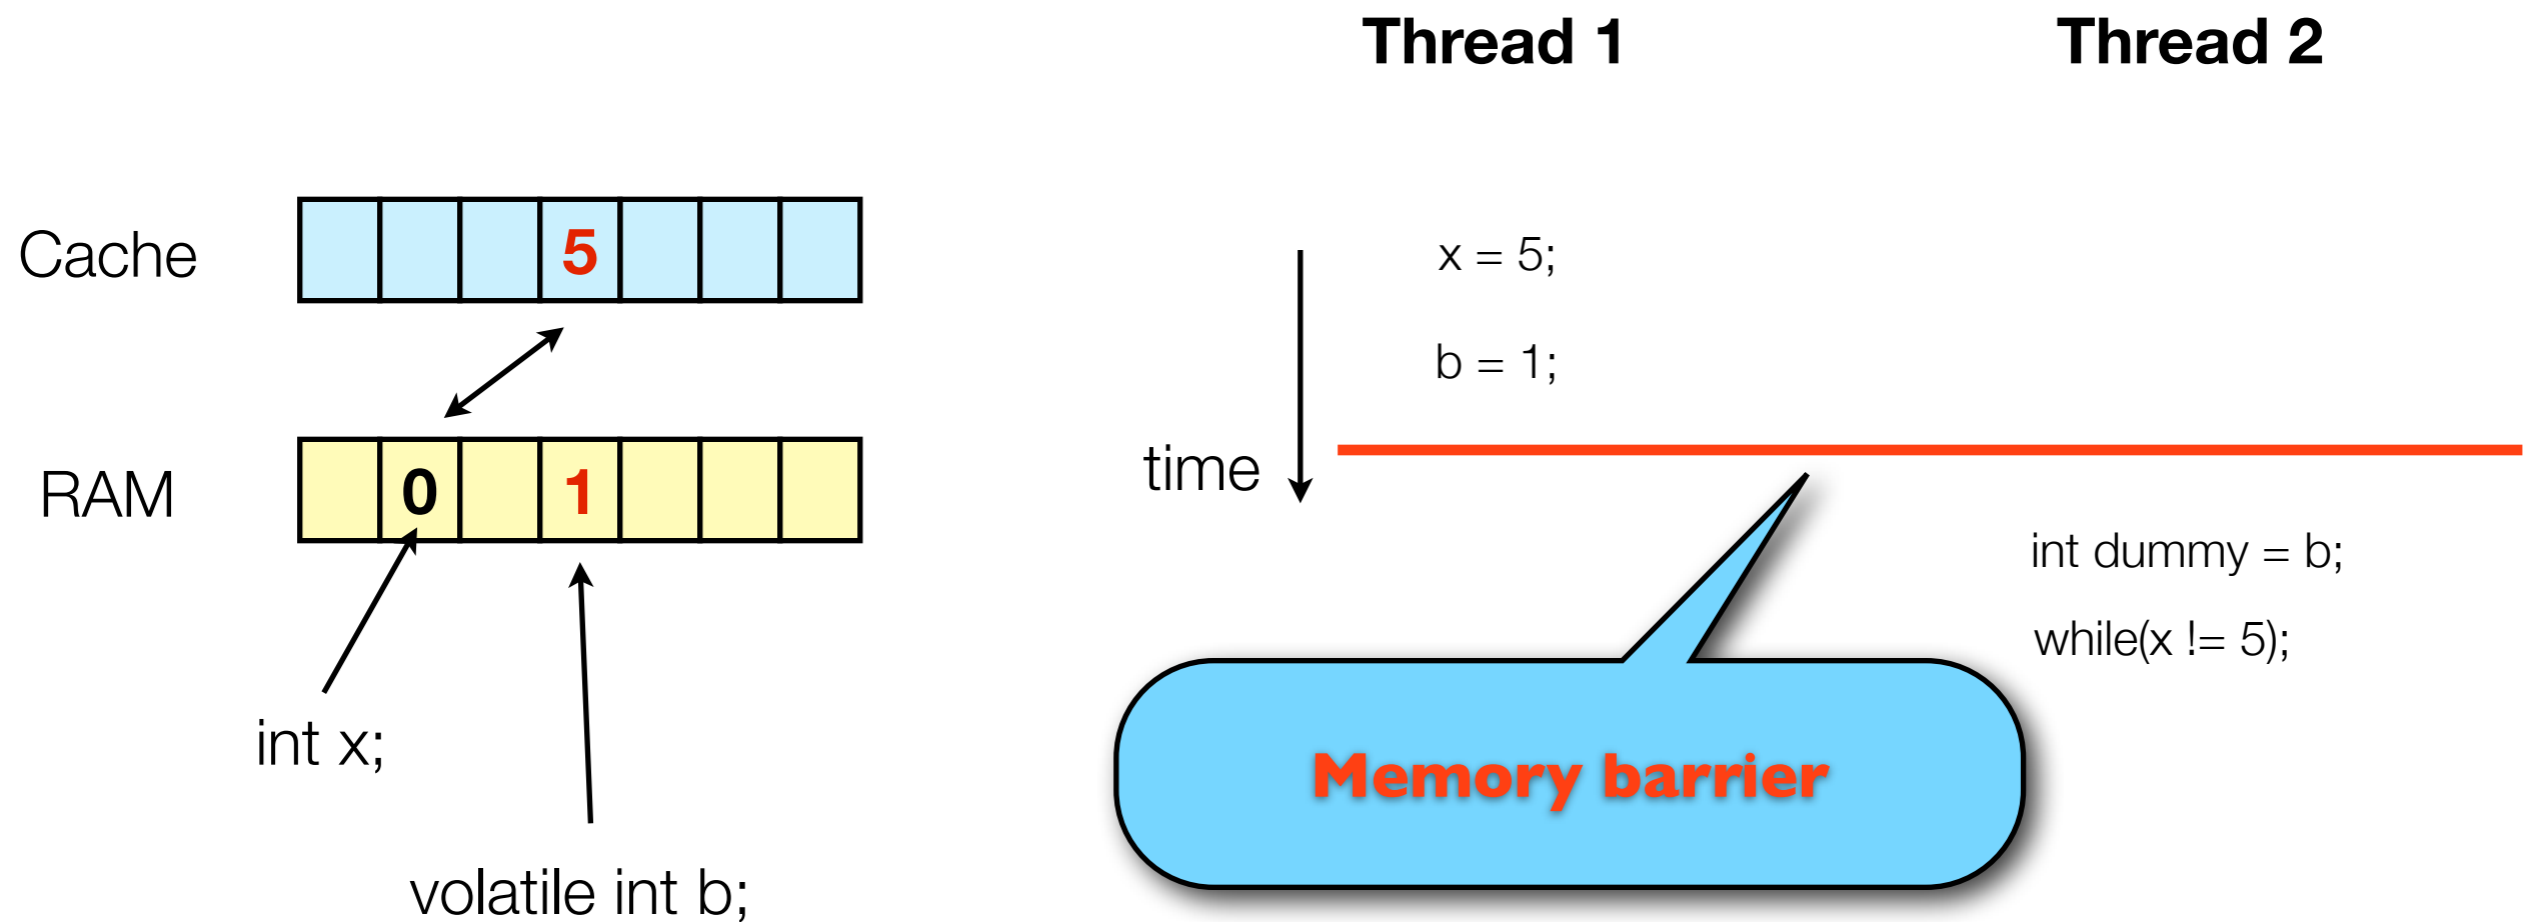 Thread 1
Thread 2
Cache
5
x = 5;
b = 1;
time
RAM
0
1
int dummy = b;
while(x != 5);
int x;
Memory barrier
volatile int b;